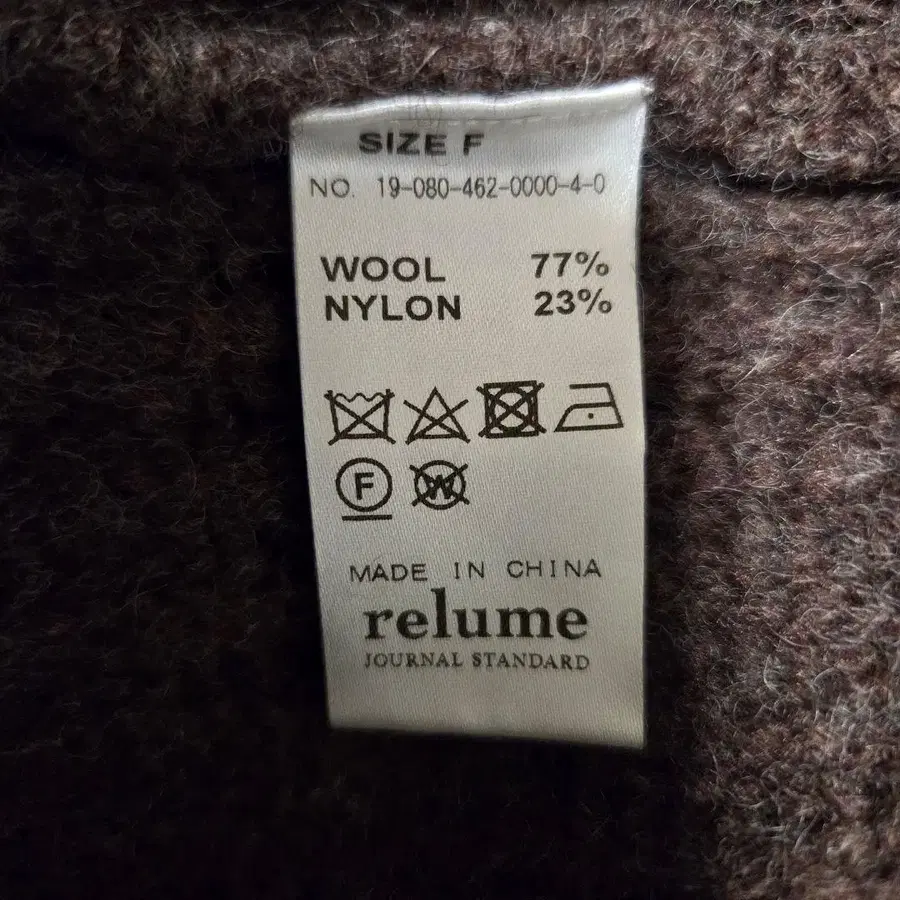 SIZE F
NO. 19-080-462-0000-4-0
WOOL 77%
NYLON 23%
F W
MADE IN CHINA
relume
JOURNAL STANDARD